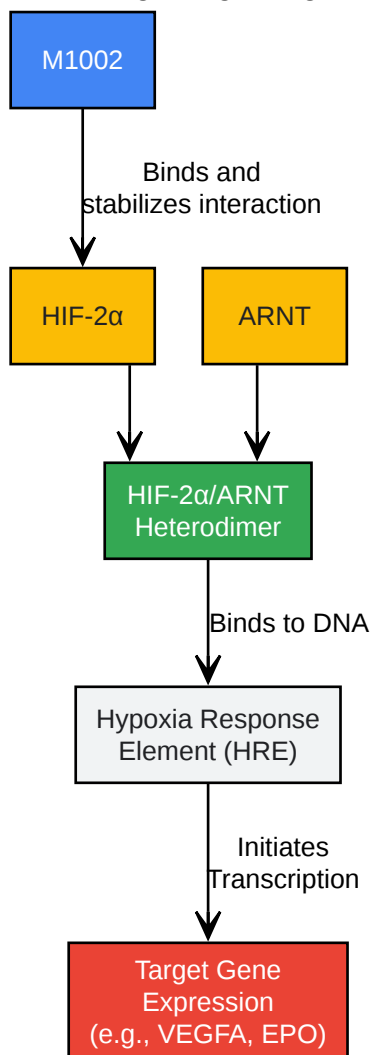 M1002
Binds and
stabilizes interaction
HIF-2α
ARNT
HIF-2α/ARNT
Heterodimer
Binds to DNA
Hypoxia Response
Element (HRE)
Initiates
Transcription
Target Gene
Expression
(e.g., VEGFA, EPO)